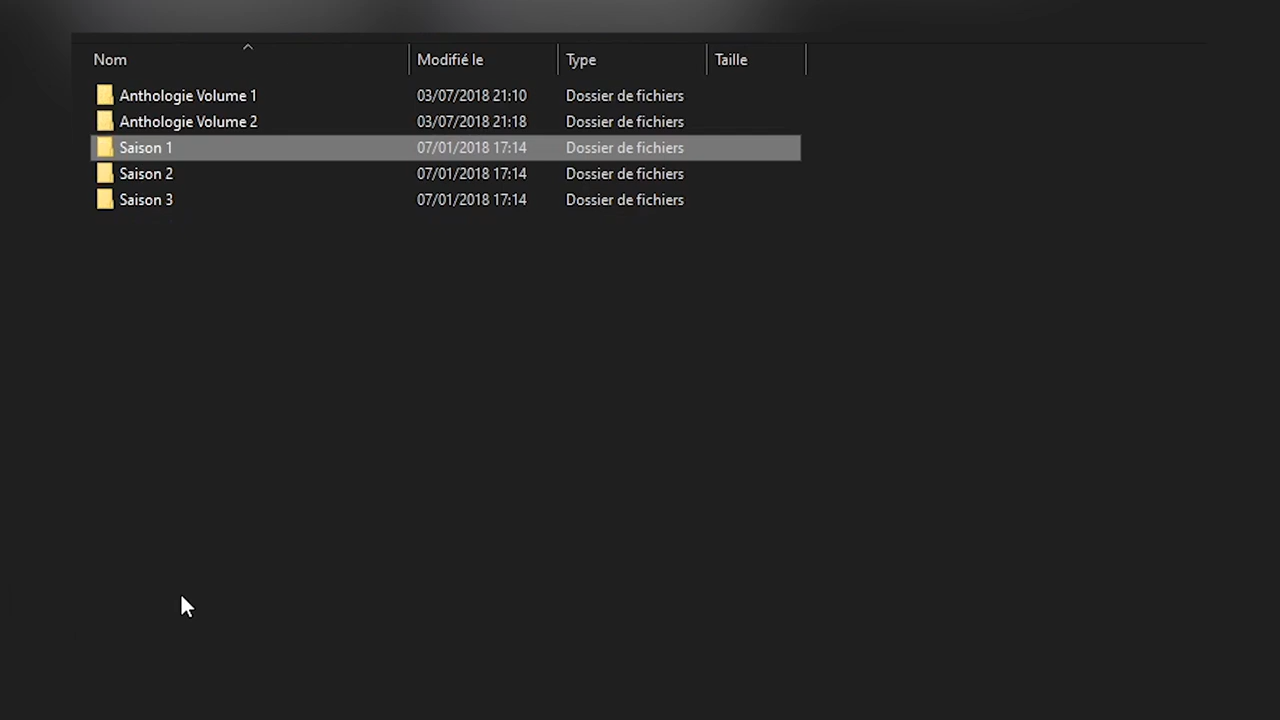 Nom Modifié le Type Taille
Anthologie Volume 1 03/07/2018 21:10 Dossier de fichiers
Anthologie Volume 2 03/07/2018 21:18 Dossier de fichiers
Saison 1 07/01/2018 17:14 Dossier de fichiers
Saison 2 07/01/2018 17:14 Dossier de fichiers
Saison 3 07/01/2018 17:14 Dossier de fichiers